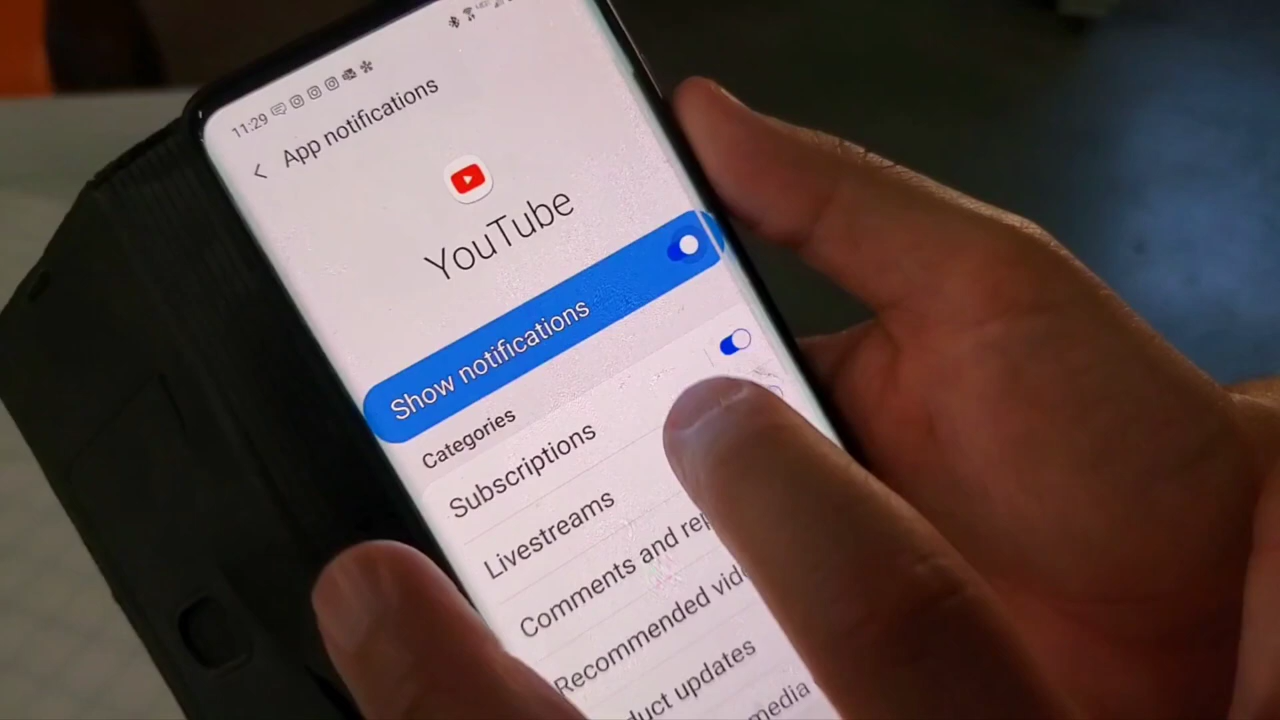 11:29
App notifications
YouTube
Show notifications
Categories
Subscriptions
Livestreams
Comments and rep
Recommended vid
duct updates
media